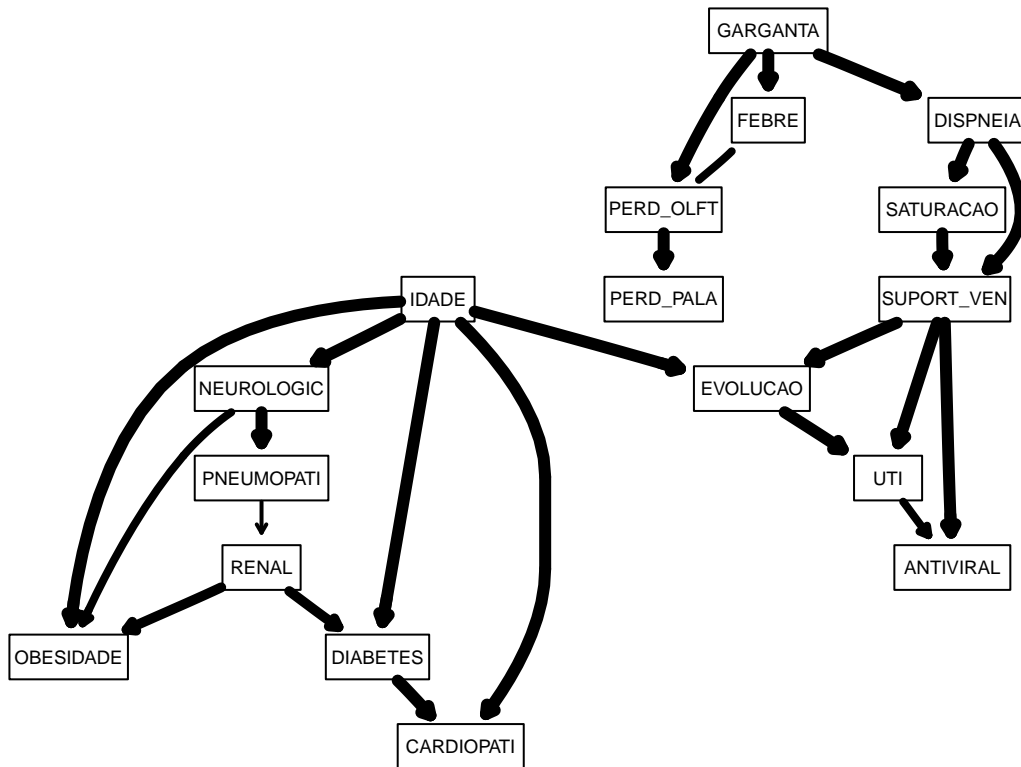 GARGANTA
FEBRE
DISPNEIA
PERD_OLFT
SATURACAO
IDADE
PERD_PALA
SUPORT_VEN
NEUROLOGIC
EVOLUCAO
PNEUMOPATI
UTI
RENAL
ANTIVIRAL
OBESIDADE
DIABETES
CARDIOPATI